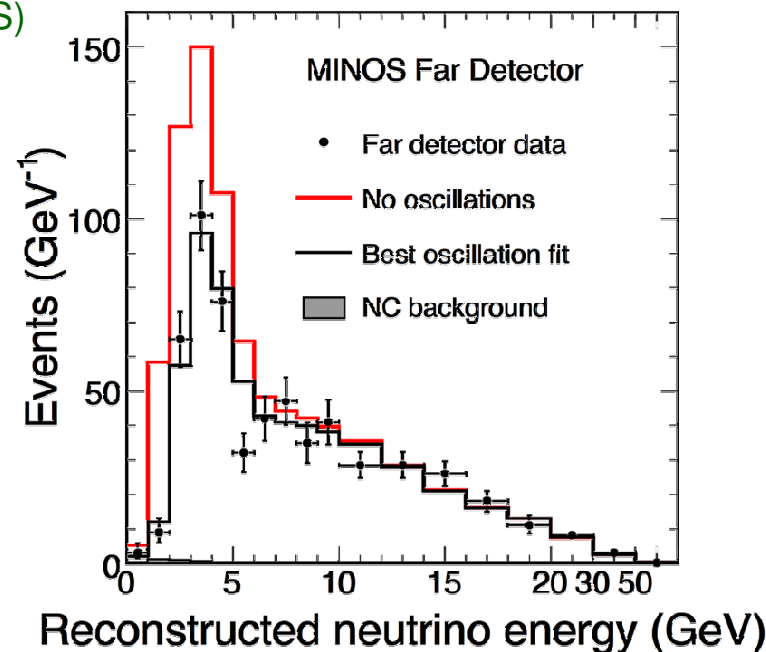 S)
150
100
50
0
MINOS Far Detector
Far detector data
No oscillations
Best oscillation fit
NC background
Events (GeV⁻¹)
0 5 10 15 20 30 50
Reconstructed neutrino energy (GeV)